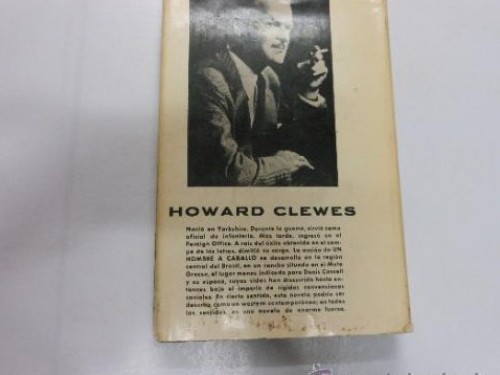 HOWARD CLEWES
Nació en Yorkshire. Durante la guerra, sirvió como
oficial de infantería. Más tarde, ingresó en el
Foreign Office. A raíz del éxito obtenido en el cam-
po de las letras, dimitió su cargo. La acción de UN
HOMBRE A CABALLO se desarrolla en la región
central del Brasil, en un rancho situado en el Mato
Grosso, el lugar menos indicado para Denis Connell
y su esposa, cuyas vidas han discurrido hasta en-
tonces bajo el imperio de rígidas convenciones
sociales. En cierto sentido, esta novela podría ser
descrita como un western contemporáneo; en todos
los sentidos, es una novela de enorme fuerza.